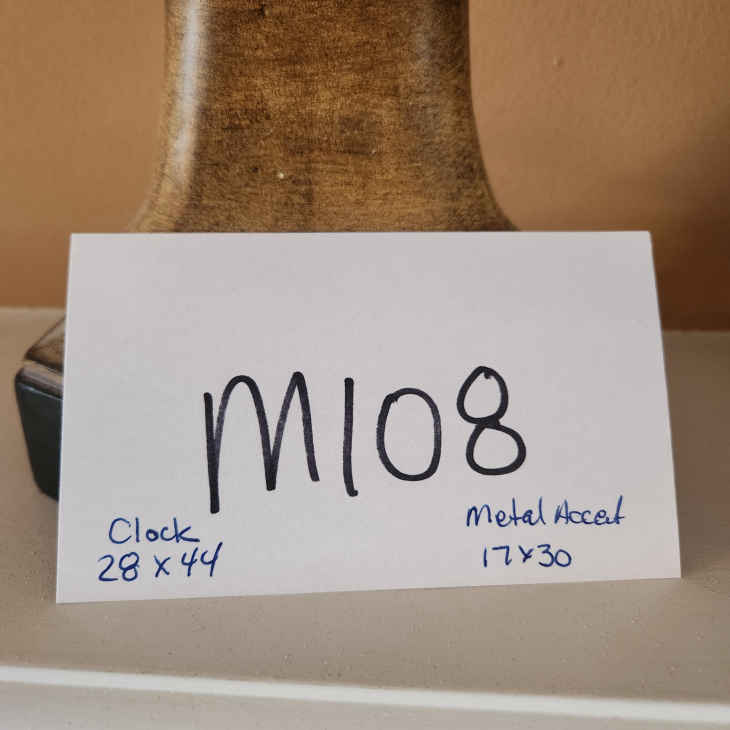 M108
Clock
28 x 44
Metal Accent
17x30